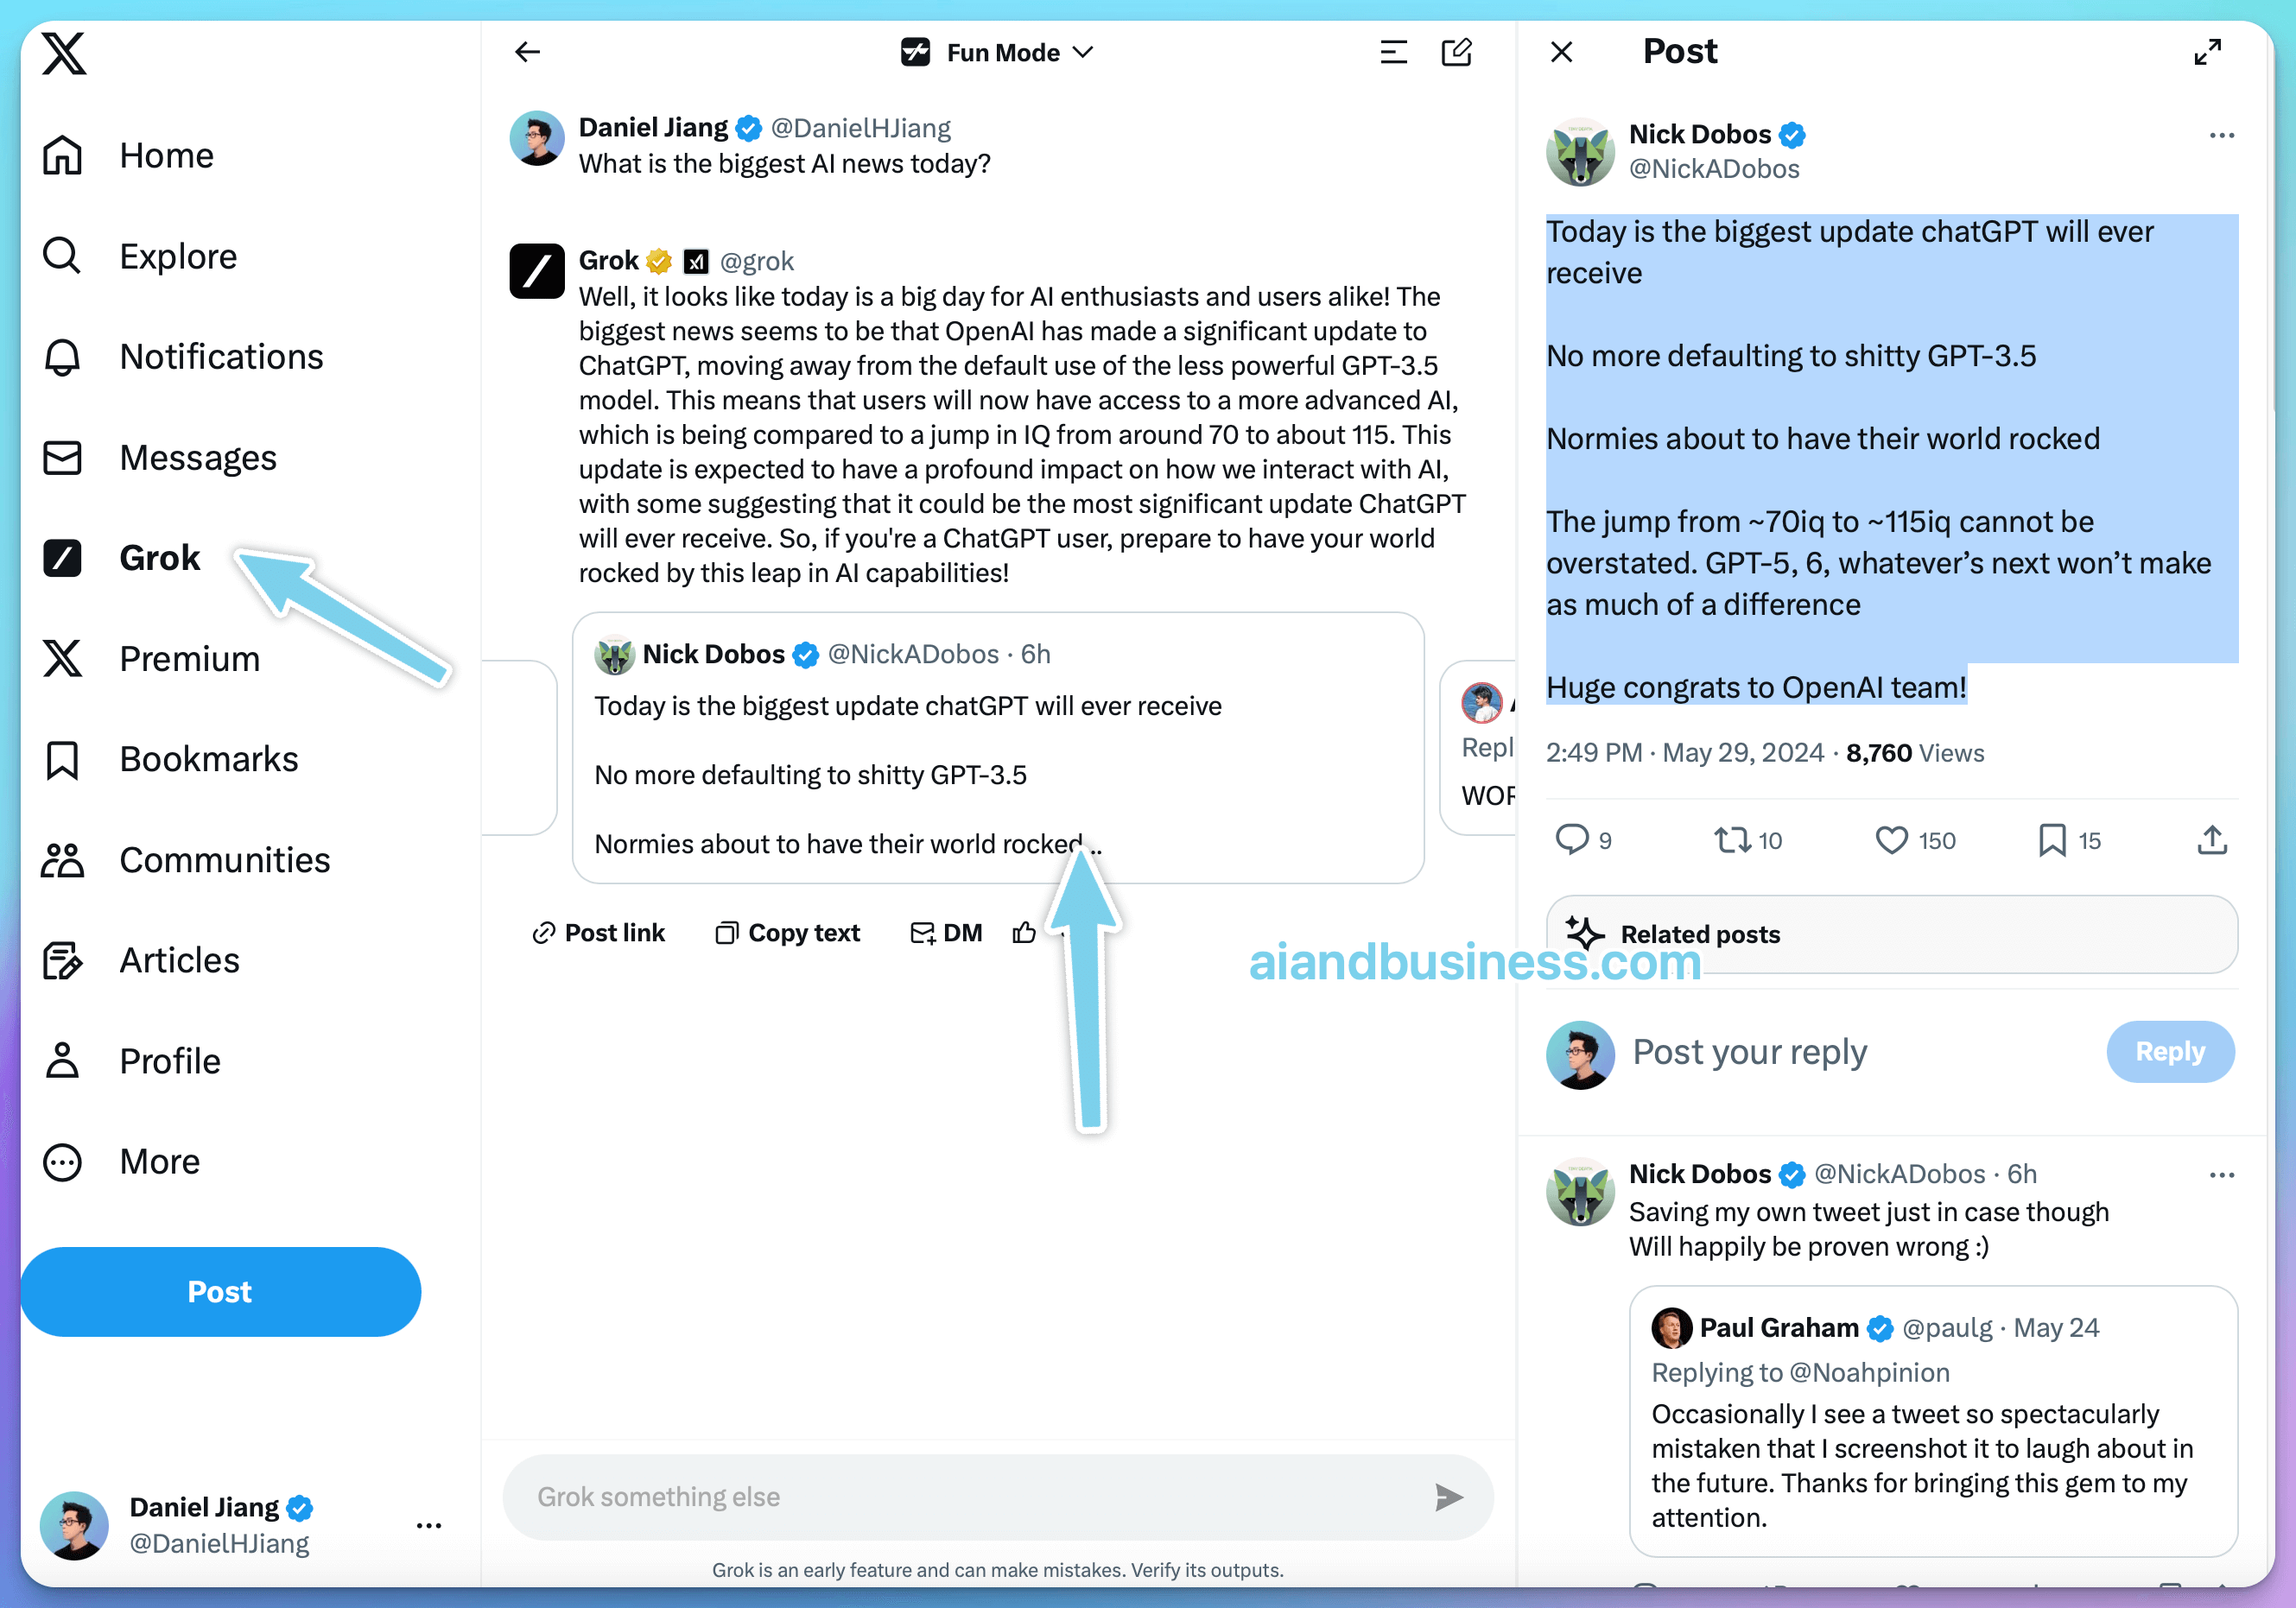 Home
Explore
Notifications
Messages
Grok
Premium
Bookmarks
Communities
Articles
Profile
More
Post
Daniel Jiang
@DanielHJiang
Fun Mode
Daniel Jiang @DanielHJiang
What is the biggest AI news today?
Grok @grok
Well, it looks like today is a big day for AI enthusiasts and users alike! The
biggest news seems to be that OpenAI has made a significant update to
ChatGPT, moving away from the default use of the less powerful GPT-3.5
model. This means that users will now have access to a more advanced AI,
which is being compared to a jump in IQ from around 70 to about 115. This
update is expected to have a profound impact on how we interact with AI,
with some suggesting that it could be the most significant update ChatGPT
will ever receive. So, if you're a ChatGPT user, prepare to have your world
rocked by this leap in AI capabilities!
Nick Dobos @NickADobos · 6h
Today is the biggest update chatGPT will ever receive
No more defaulting to shitty GPT-3.5
Normies about to have their world rocked...
Post link Copy text DM
aiandbusiness.com
Grok something else
Grok is an early feature and can make mistakes. Verify its outputs.
Post
Nick Dobos
@NickADobos
Today is the biggest update chatGPT will ever
receive
No more defaulting to shitty GPT-3.5
Normies about to have their world rocked
The jump from ~70iq to ~115iq cannot be
overstated. GPT-5, 6, whatever’s next won’t make
as much of a difference
Huge congrats to OpenAI team!
2:49 PM · May 29, 2024 · 8,760 Views
9 10 150 15
Related posts
Post your reply
Reply
Nick Dobos @NickADobos · 6h
Saving my own tweet just in case though
Will happily be proven wrong :)
Paul Graham @paulg · May 24
Replying to @Noahpinion
Occasionally I see a tweet so spectacularly
mistaken that I screenshot it to laugh about in
the future. Thanks for bringing this gem to my
attention.